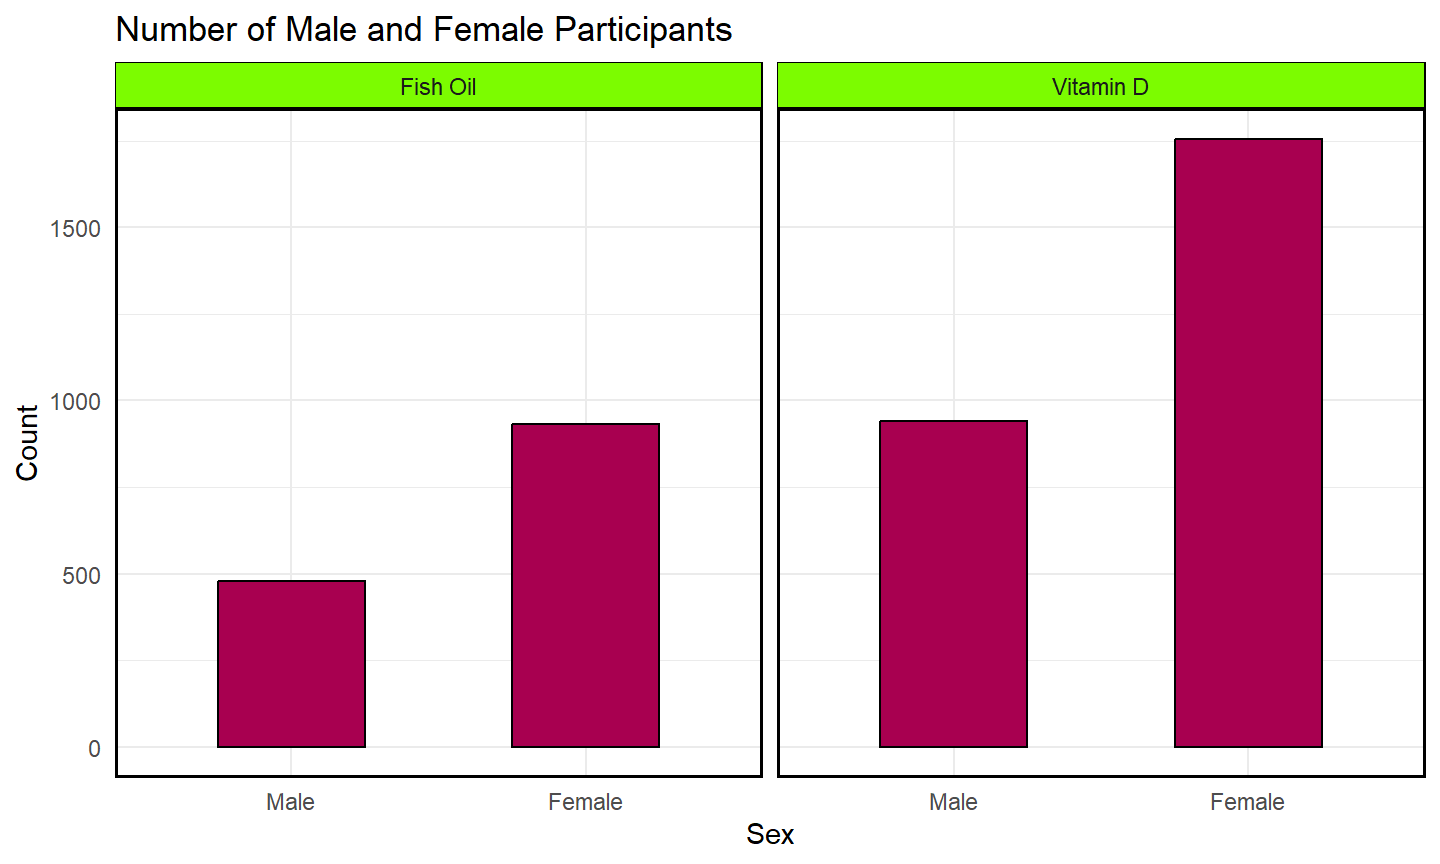 Number of Male and Female Participants
Fish Oil
Vitamin D
Count
1500
1000
500
0
Male
Female
Male
Female
Sex